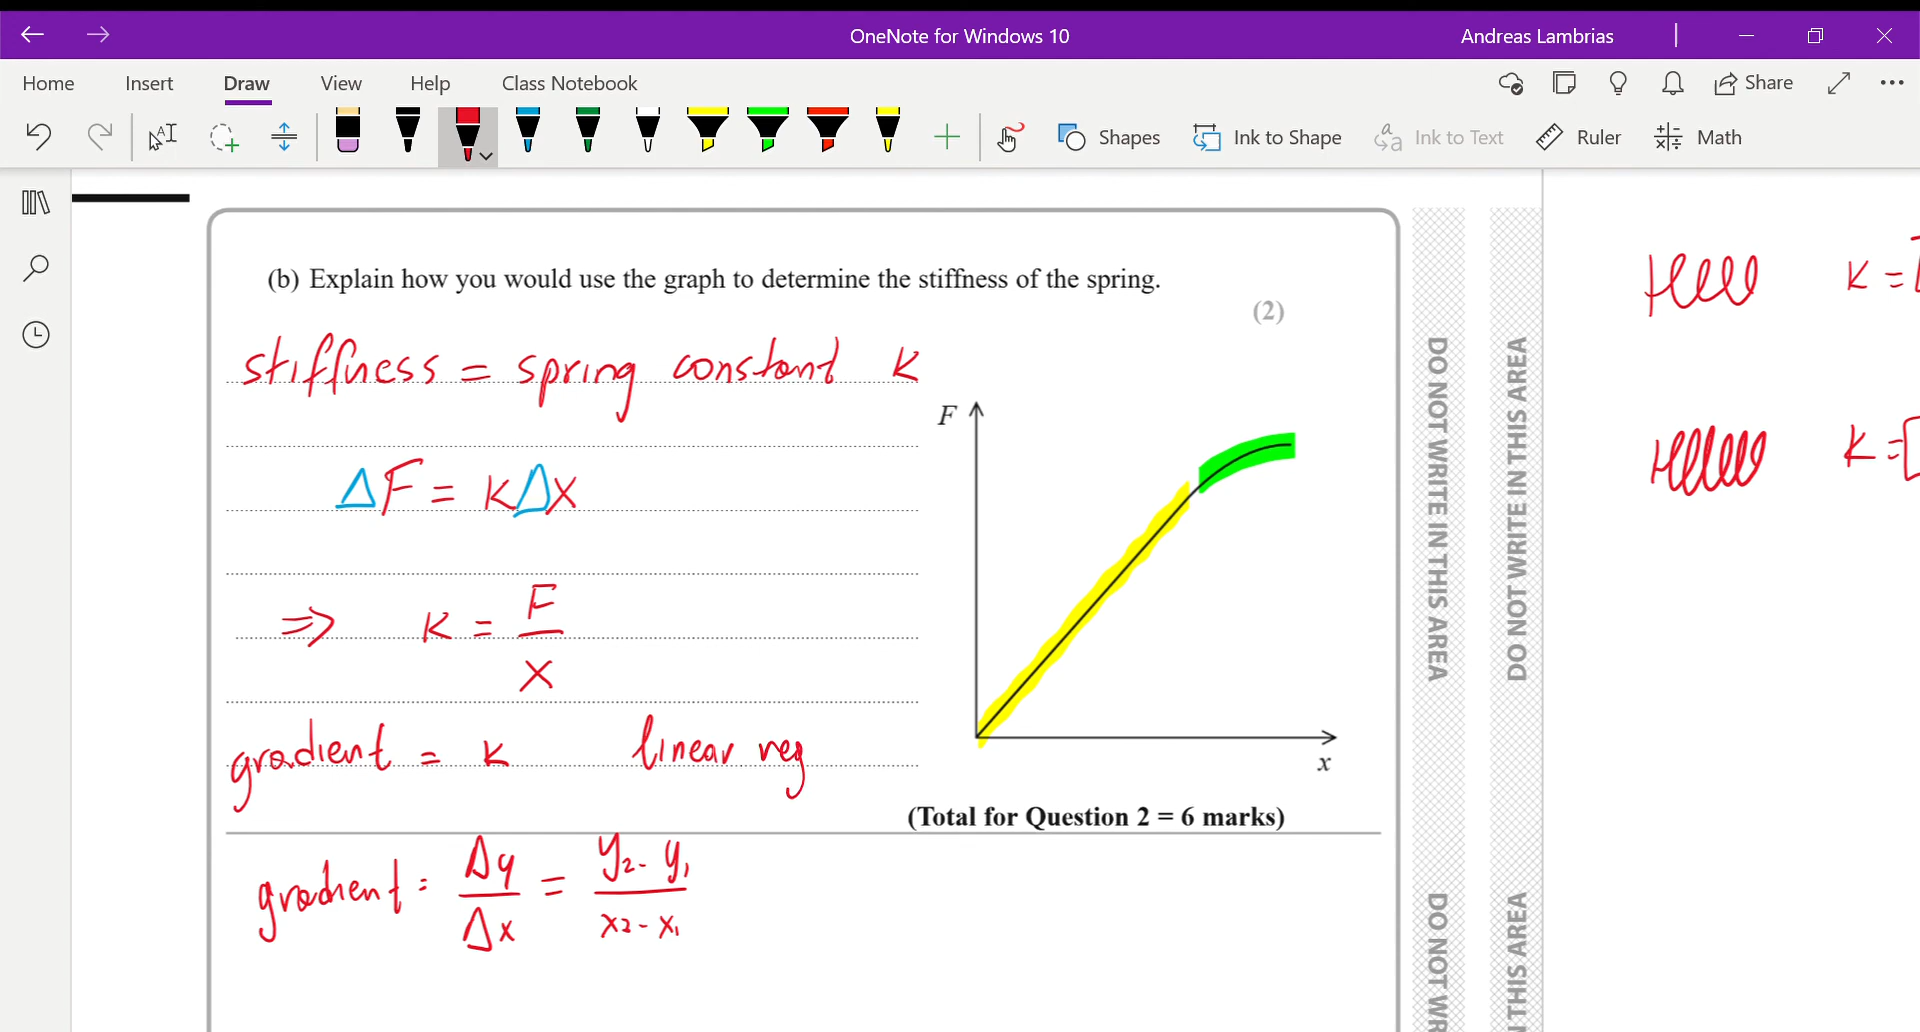 OneNote for Windows 10
Andreas Lambrias
Home Insert Draw View Help Class Notebook
Share
Shapes Ink to Shape Ink to Text Ruler Math
(b) Explain how you would use the graph to determine the stiffness of the spring.
(2)
stiffness = spring constant K
F
ΔF = KΔx
⇒ K = F/x
gradient = K linear reg
x
(Total for Question 2 = 6 marks)
gradient = Δy/Δx = y₂ - y₁ / x₂ - x₁
DO NOT WRITE IN THIS AREA
DO NOT WRITE IN THIS AREA
DO NOT WR
N THIS AREA
K =
K =